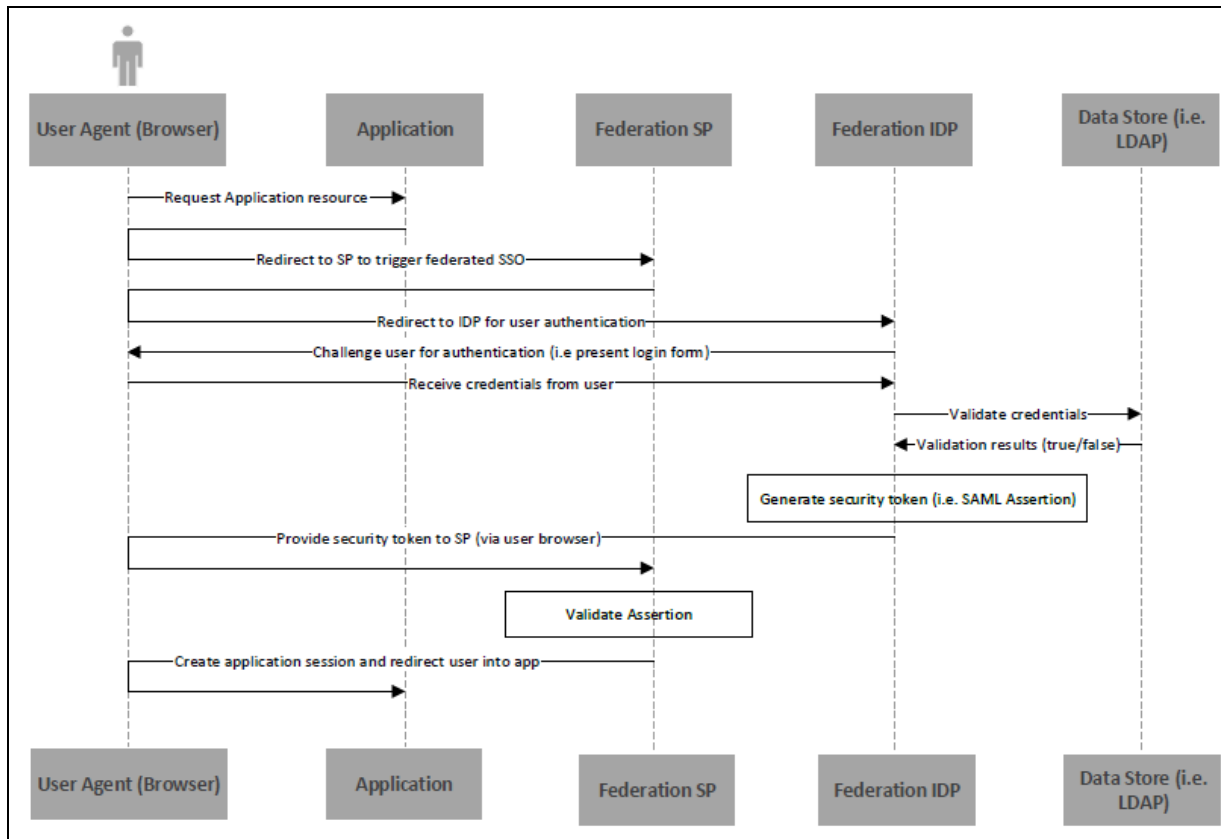 User Agent (Browser)
Application
Federation SP
Federation IDP
Data Store (i.e.
LDAP)
Request Application resource
Redirect to SP to trigger federated SSO
Redirect to IDP for user authentication
Challenge user for authentication (i.e present login form)
Receive credentials from user
Validate credentials
Validation results (true/false)
Generate security token (i.e. SAML Assertion)
Provide security token to SP (via user browser)
Validate Assertion
Create application session and redirect user into app
User Agent (Browser)
Application
Federation SP
Federation IDP
Data Store (i.e.
LDAP)